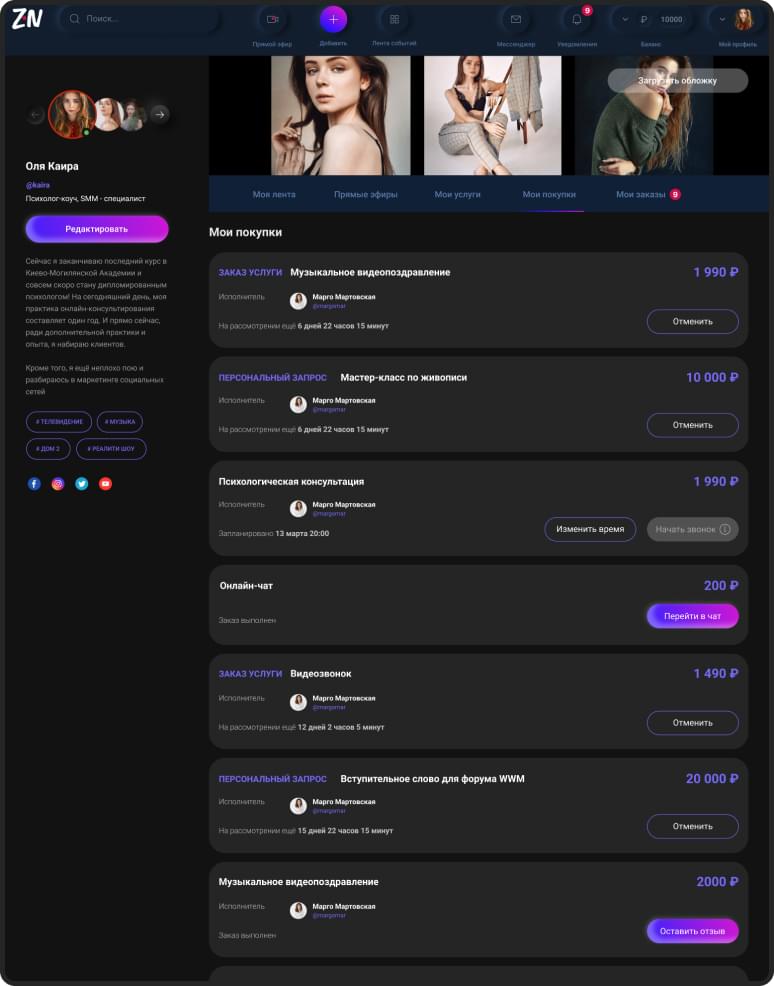 ZN
Поиск...
Прямой эфир
Добавить
Лента событий
Мессенджер
9
Уведомления
₽ 10000
Баланс
Мой профиль
Загрузить обложку
Оля Каира
@kaira
Психолог-коуч, SMM - специалист
Редактировать
Сейчас я заканчиваю последний курс в
Киево-Могилянской Академии и
совсем скоро стану дипломированным
психологом! На сегодняшний день, моя
практика онлайн-консультирования
составляет один год. И прямо сейчас,
ради дополнительной практики и
опыта, я набираю клиентов.
Кроме того, я ещё неплохо пою и
разбираюсь в маркетинге социальных
сетей
# ТЕЛЕВИДЕНИЕ
# МУЗЫКА
# ДОМ 2
# РЕАЛИТИ ШОУ
Моя лента
Прямые эфиры
Мои услуги
Мои покупки
Мои заказы 9
Мои покупки
ЗАКАЗ УСЛУГИ Музыкальное видеопоздравление 1 990 ₽
Исполнитель
Марго Мартовская
@margomar
На рассмотрении ещё 6 дней 22 часов 15 минут
Отменить
ПЕРСОНАЛЬНЫЙ ЗАПРОС Мастер-класс по живописи 10 000 ₽
Исполнитель
Марго Мартовская
@margomar
На рассмотрении ещё 6 дней 22 часов 15 минут
Отменить
Психологическая консультация 1 990 ₽
Исполнитель
Марго Мартовская
@margomar
Запланировано 13 марта 20:00
Изменить время
Начать звонок
Онлайн-чат 200 ₽
Заказ выполнен
Перейти в чат
ЗАКАЗ УСЛУГИ Видеозвонок 1 490 ₽
Исполнитель
Марго Мартовская
@margomar
На рассмотрении ещё 12 дней 2 часов 5 минут
Отменить
ПЕРСОНАЛЬНЫЙ ЗАПРОС Вступительное слово для форума WWM 20 000 ₽
Исполнитель
Марго Мартовская
@margomar
На рассмотрении ещё 15 дней 22 часов 15 минут
Отменить
Музыкальное видеопоздравление 2000 ₽
Исполнитель
Марго Мартовская
@margomar
Заказ выполнен
Оставить отзыв